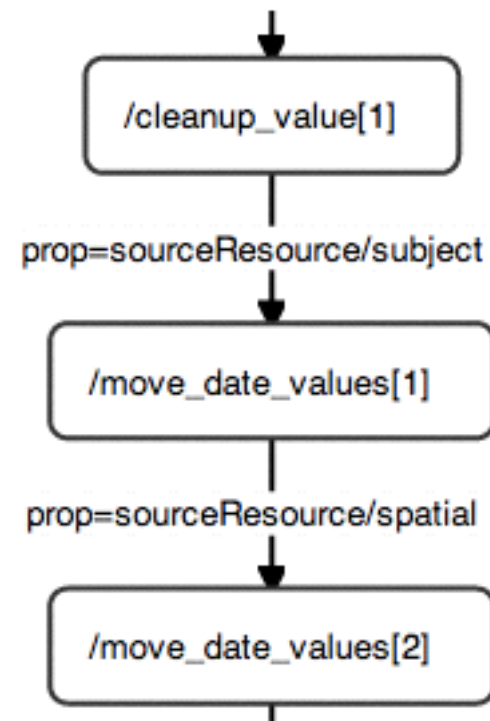 /cleanup_value[1]
prop=sourceResource/subject
/move_date_values[1]
prop=sourceResource/spatial
/move_date_values[2]